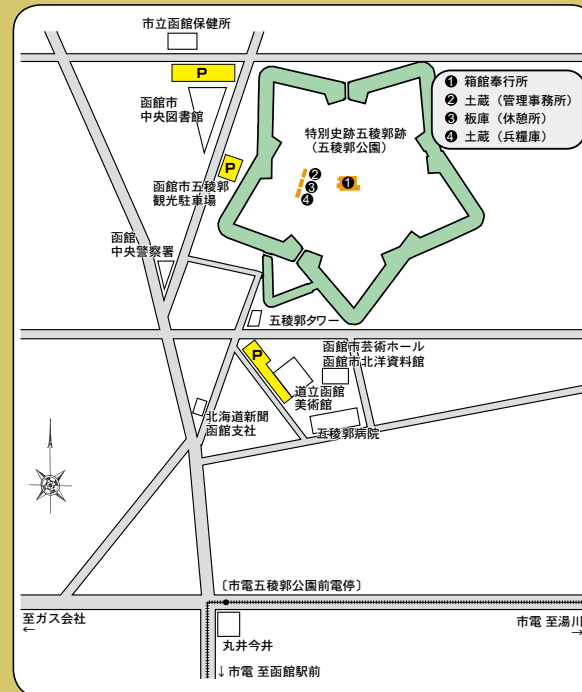 市立函館保健所
P
函館市
中央図書館
特別史跡五稜郭跡
（五稜郭公園）
❶ 箱館奉行所
❷ 土蔵（管理事務所）
❸ 板庫（休憩所）
❹ 土蔵（兵糧庫）
P
❷
❸
❹
❶
函館市五稜郭
観光駐車場
函館
中央警察署
五稜郭タワー
P
函館市芸術ホール
函館市北洋資料館
道立函館
美術館
北海道新聞
函館支社
五稜郭病院
〔市電五稜郭公園前電停〕
至ガス会社
←
市電 至湯川
→
丸井今井
↓市電 至函館駅前